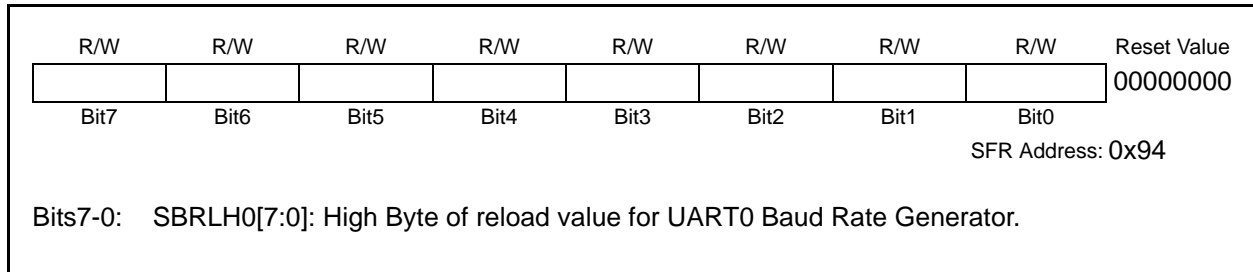 R/W R/W R/W R/W R/W R/W R/W R/W Reset Value
00000000
Bit7 Bit6 Bit5 Bit4 Bit3 Bit2 Bit1 Bit0
SFR Address: 0x94
Bits7-0: SBRLH0[7:0]: High Byte of reload value for UART0 Baud Rate Generator.